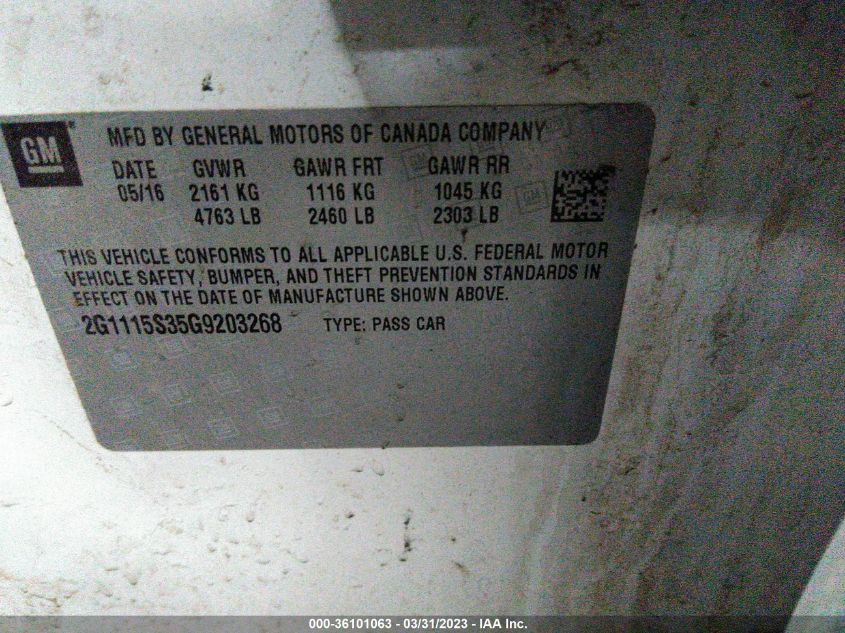 GM
MFD BY GENERAL MOTORS OF CANADA COMPANY
DATE GVWR GAWR FRT GAWR RR
05/16 2161 KG 1116 KG 1045 KG
4763 LB 2460 LB 2303 LB
THIS VEHICLE CONFORMS TO ALL APPLICABLE U.S. FEDERAL MOTOR
VEHICLE SAFETY, BUMPER, AND THEFT PREVENTION STANDARDS IN
EFFECT ON THE DATE OF MANUFACTURE SHOWN ABOVE.
2G1115S35G9203268 TYPE: PASS CAR
000-36101063 - 03/31/2023 - IAA Inc.